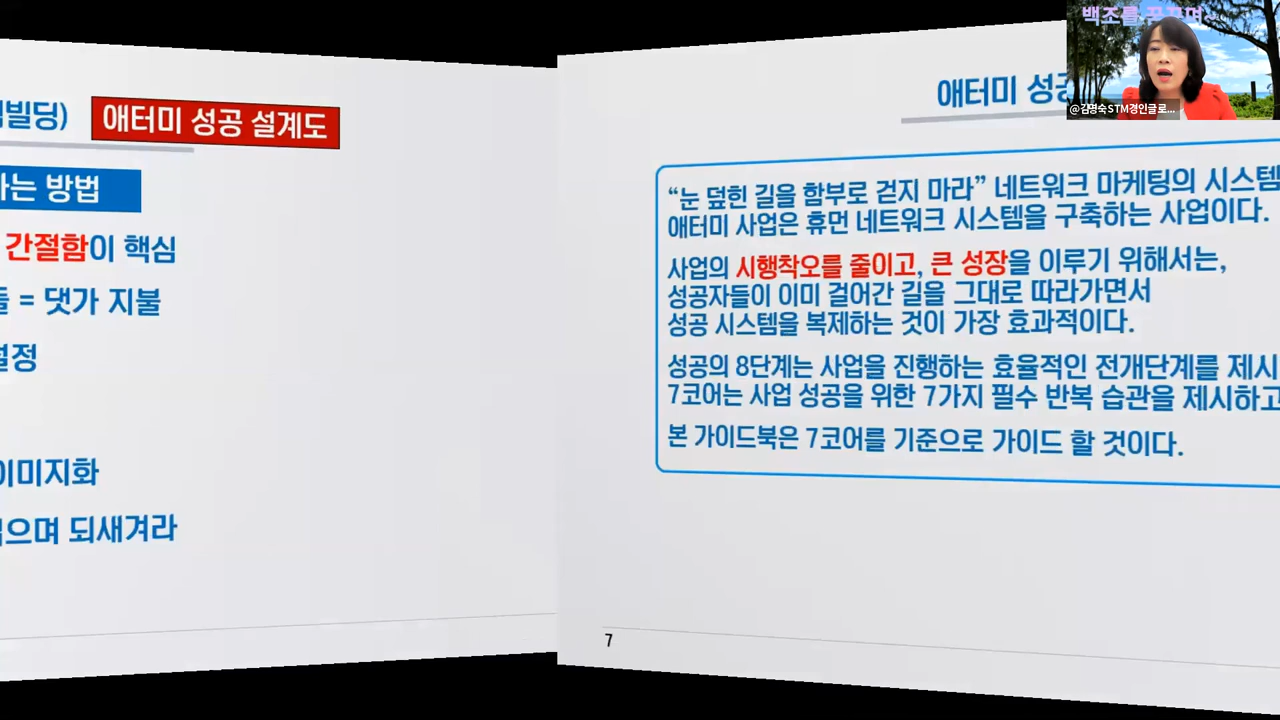 빌딩)
애터미 성공 설계도
는 방법
간절함이 핵심
= 댓가 지불
설정
이미지화
으며 되새겨라
애터미 성공
“눈 덮힌 길을 함부로 걷지 마라” 네트워크 마케팅의 시스템
애터미 사업은 휴먼 네트워크 시스템을 구축하는 사업이다.
사업의 시행착오를 줄이고, 큰 성장을 이루기 위해서는,
성공자들이 이미 걸어간 길을 그대로 따라가면서
성공 시스템을 복제하는 것이 가장 효과적이다.
성공의 8단계는 사업을 진행하는 효율적인 전개단계를 제시
7코어는 사업 성공을 위한 7가지 필수 반복 습관을 제시하고
본 가이드북은 7코어를 기준으로 가이드 할 것이다.
7
백조를 꿈꾸며~
@김명숙STM경인글로...